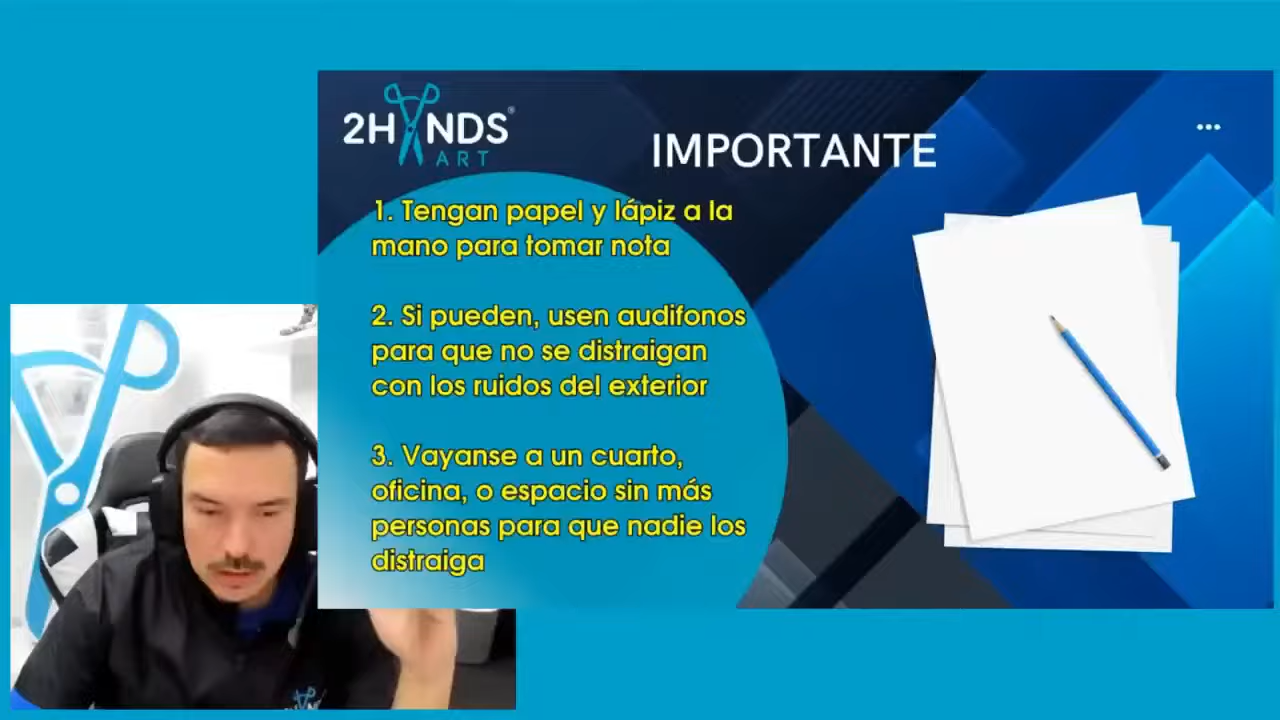 2HANDS®
ART
IMPORTANTE
1. Tengan papel y lápiz a la
mano para tomar nota
2. Si pueden, usen audifonos
para que no se distraigan
con los ruidos del exterior
3. Vayanse a un cuarto,
oficina, o espacio sin más
personas para que nadie los
distraiga